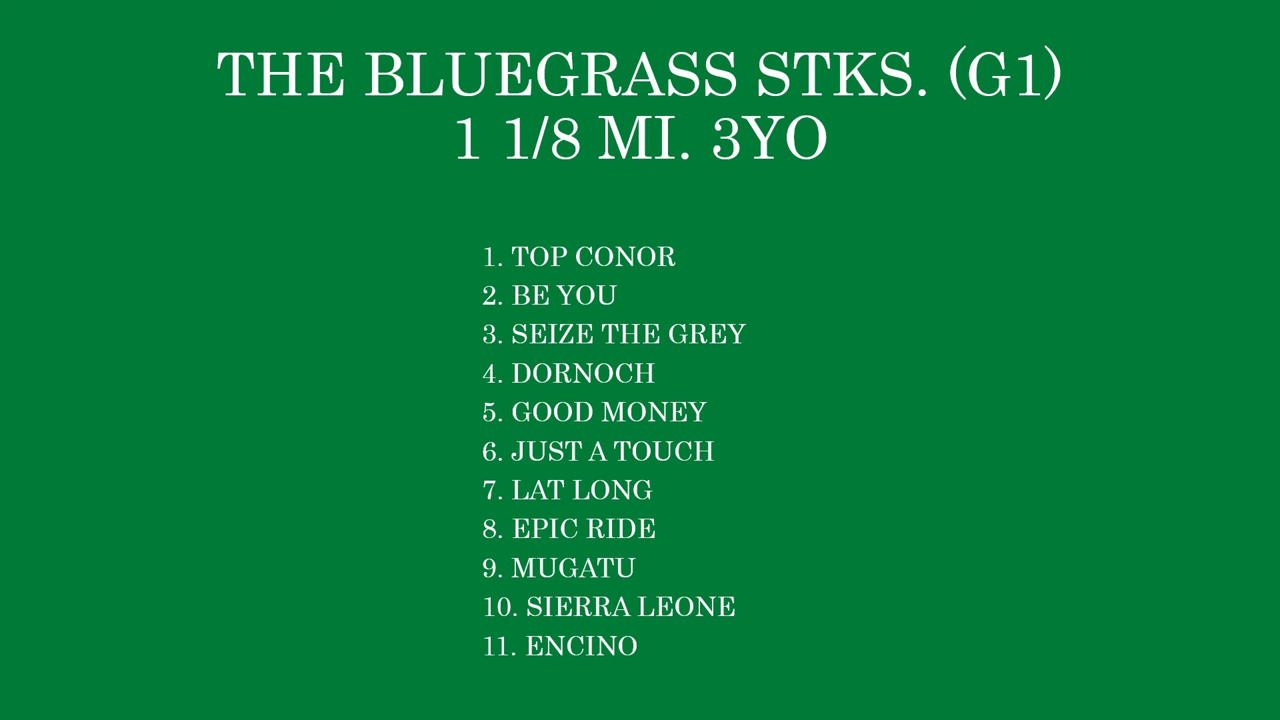 THE BLUEGRASS STKS. (G1)
1 1/8 MI. 3YO
1. TOP CONOR
2. BE YOU
3. SEIZE THE GREY
4. DORNOCH
5. GOOD MONEY
6. JUST A TOUCH
7. LAT LONG
8. EPIC RIDE
9. MUGATU
10. SIERRA LEONE
11. ENCINO